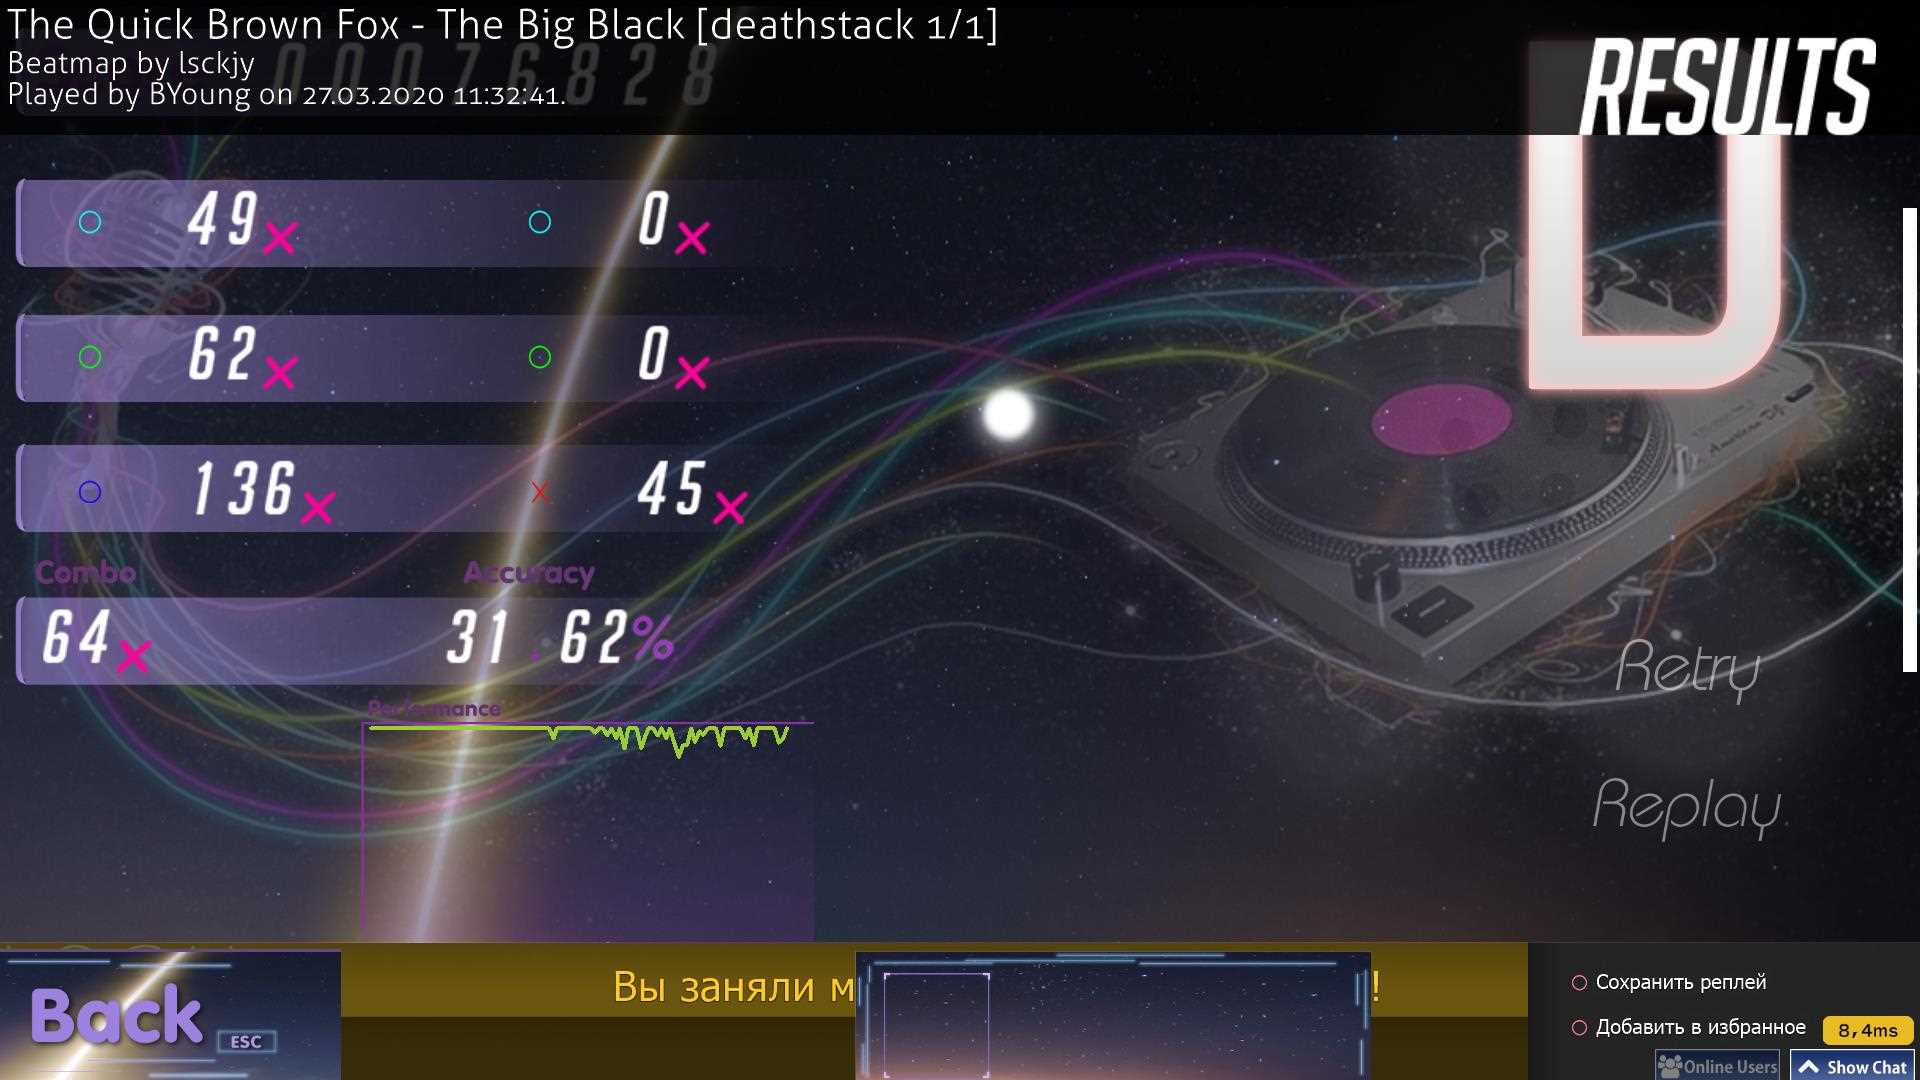 The Quick Brown Fox - The Big Black [deathstack 1/1]
Beatmap by lsckjy
Played by BYoung on 27.03.2020 11:32:41.
00076828
RESULTS
D
49x 0x
62x 0x
136x X 45x
Combo Accuracy
64x 31.62%
Performance
Retry
Replay
Back ESC
Вы заняли м !
Сохранить реплей
Добавить в избранное
8,4ms
Online Users Show Chat